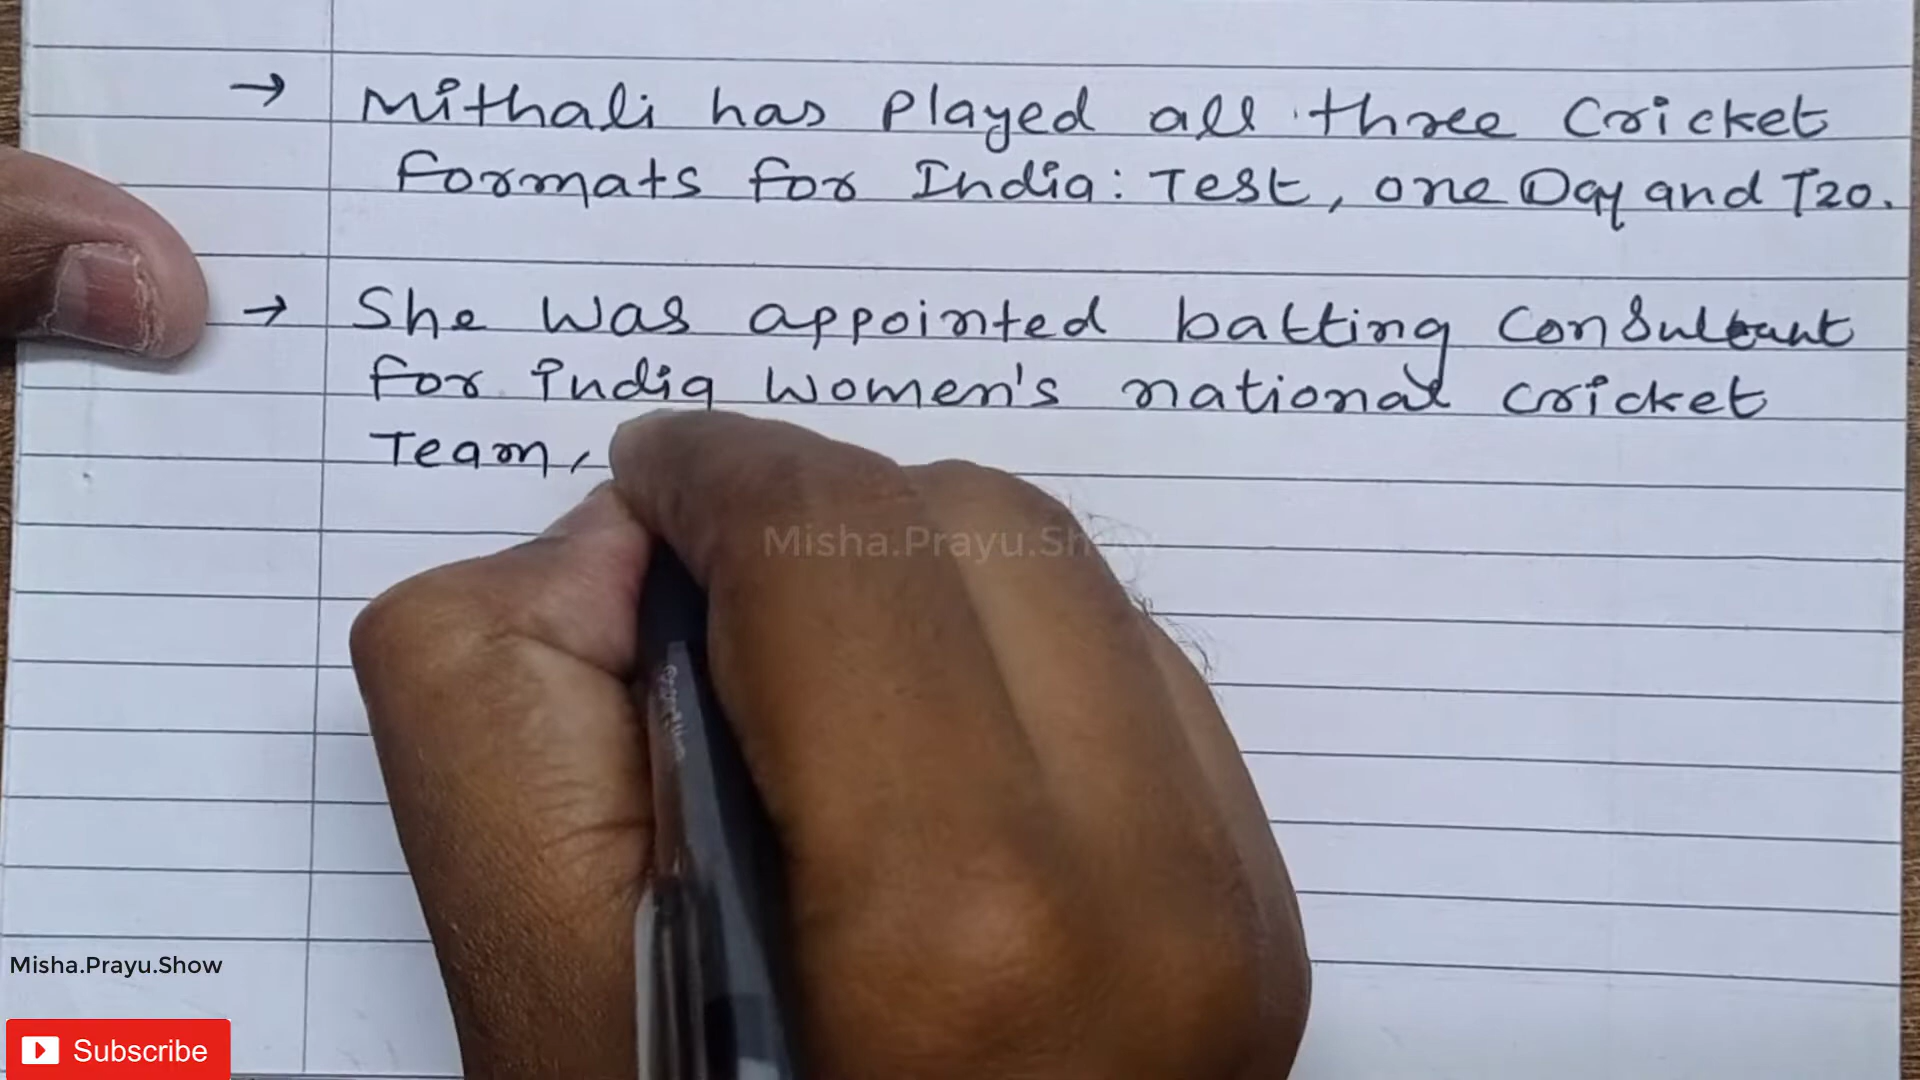 → Mithali has Played all three Cricket
formats for India: Test, one Day and T20.
→ She was appointed batting Consultant
for india Women's national cricket
Team,
Misha.Prayu.Sh
Misha.Prayu.Show
Subscribe